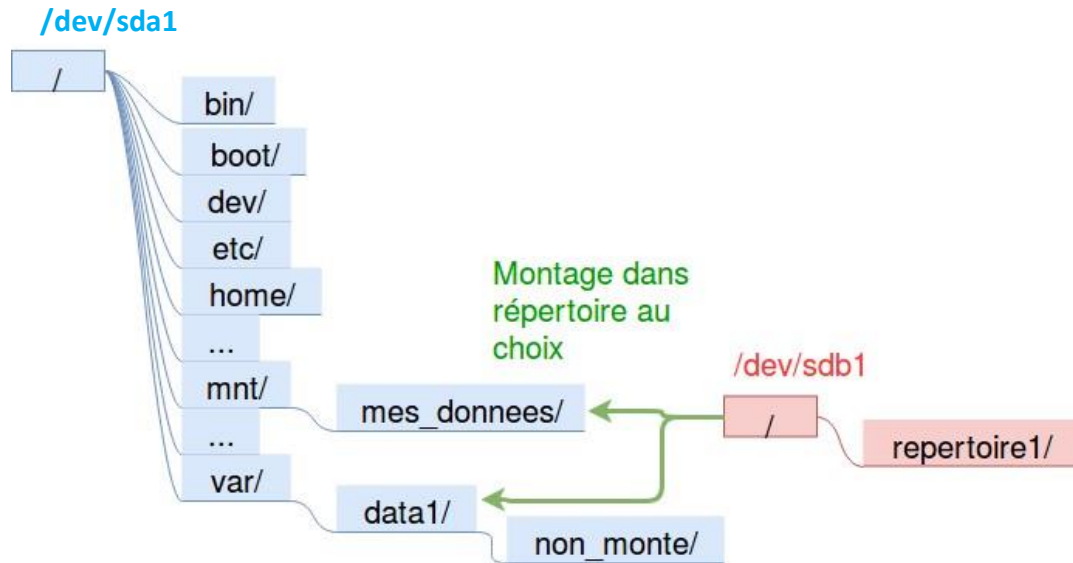 /dev/sda1
/
bin/
boot/
dev/
etc/
home/
...
mnt/
...
var/
mes_donnees/
data1/
non_monte/
Montage dans
répertoire au
choix
/dev/sdb1
/
repertoire1/